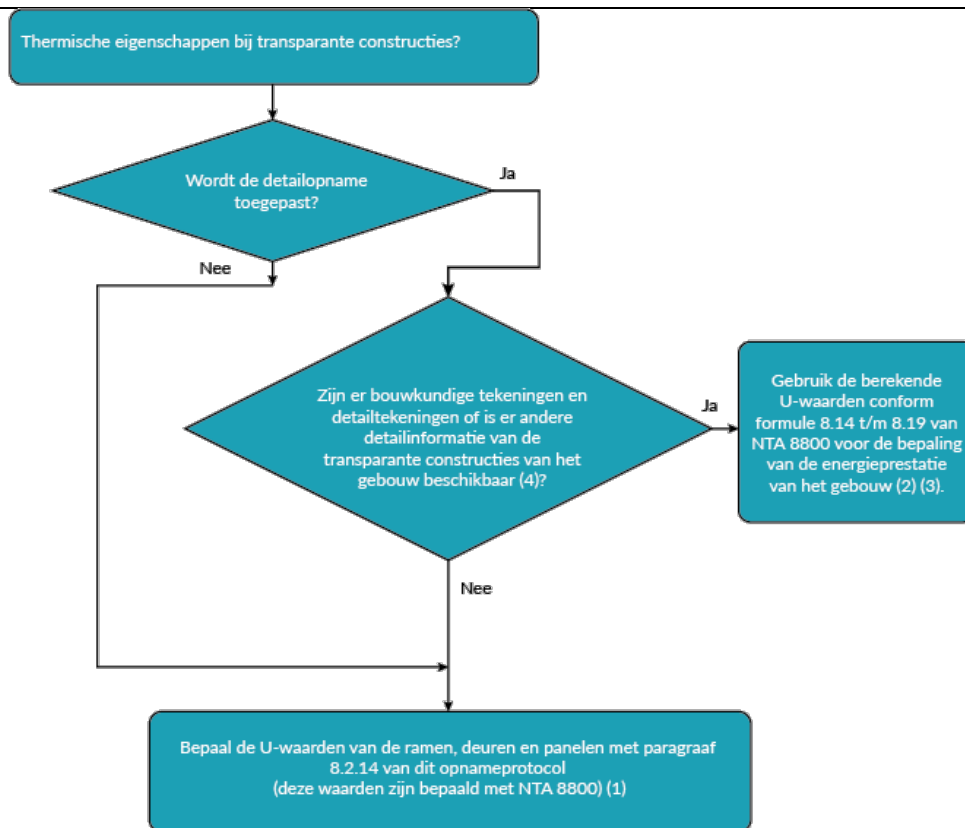 Thermische eigenschappen bij transparante constructies?
Wordt de detailopname
toegepast?
Ja
Nee
Zijn er bouwkundige tekeningen en
detailtekeningen of is er andere
detailinformatie van de
transparante constructies van het
gebouw beschikbaar (4)?
Ja
Gebruik de berekende
U-waarden conform
formule 8.14 t/m 8.19 van
NTA 8800 voor de bepaling
van de energieprestatie
van het gebouw (2) (3).
Nee
Bepaal de U-waarden van de ramen, deuren en panelen met paragraaf
8.2.14 van dit opnameprotocol
(deze waarden zijn bepaald met NTA 8800) (1)